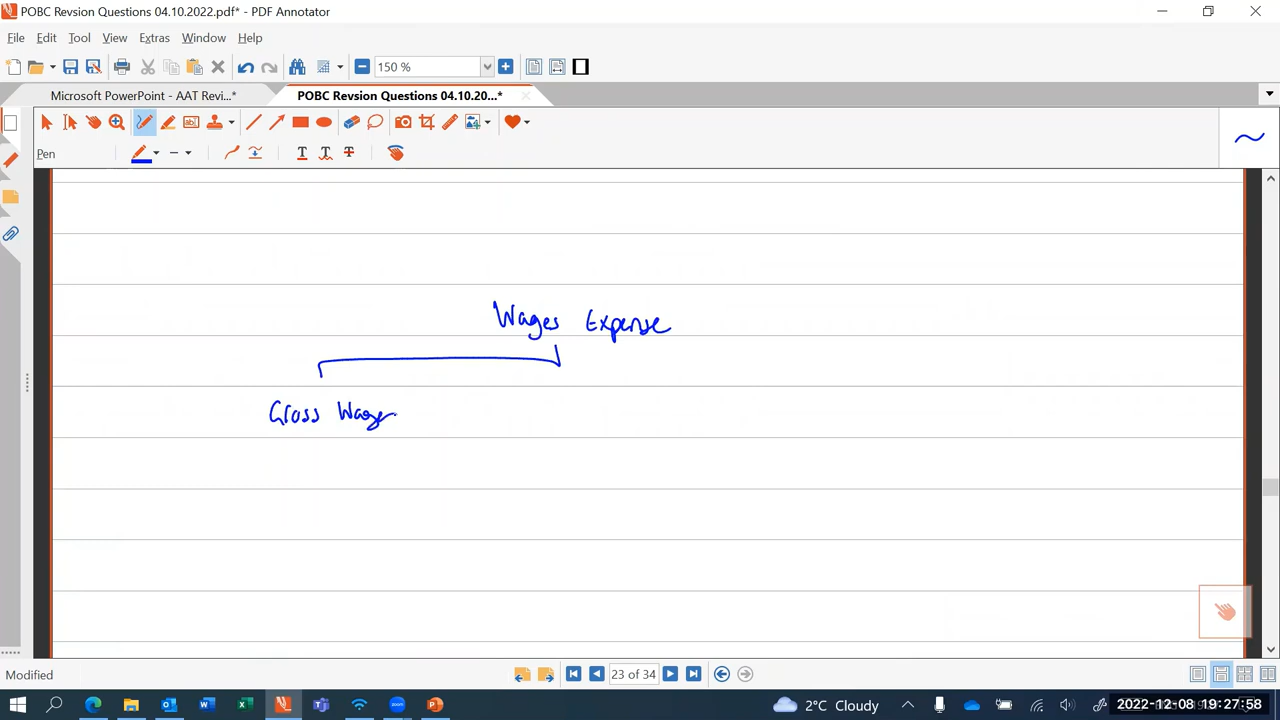 POBC Revsion Questions 04.10.2022.pdf* - PDF Annotator
File Edit Tool View Extras Window Help
150 %
Microsoft PowerPoint - AAT Revi...*
POBC Revsion Questions 04.10.20...*
Pen
Wages Expense
Gross Wages
23 of 34
Modified
2°C Cloudy
2022-12-08 19:27:58